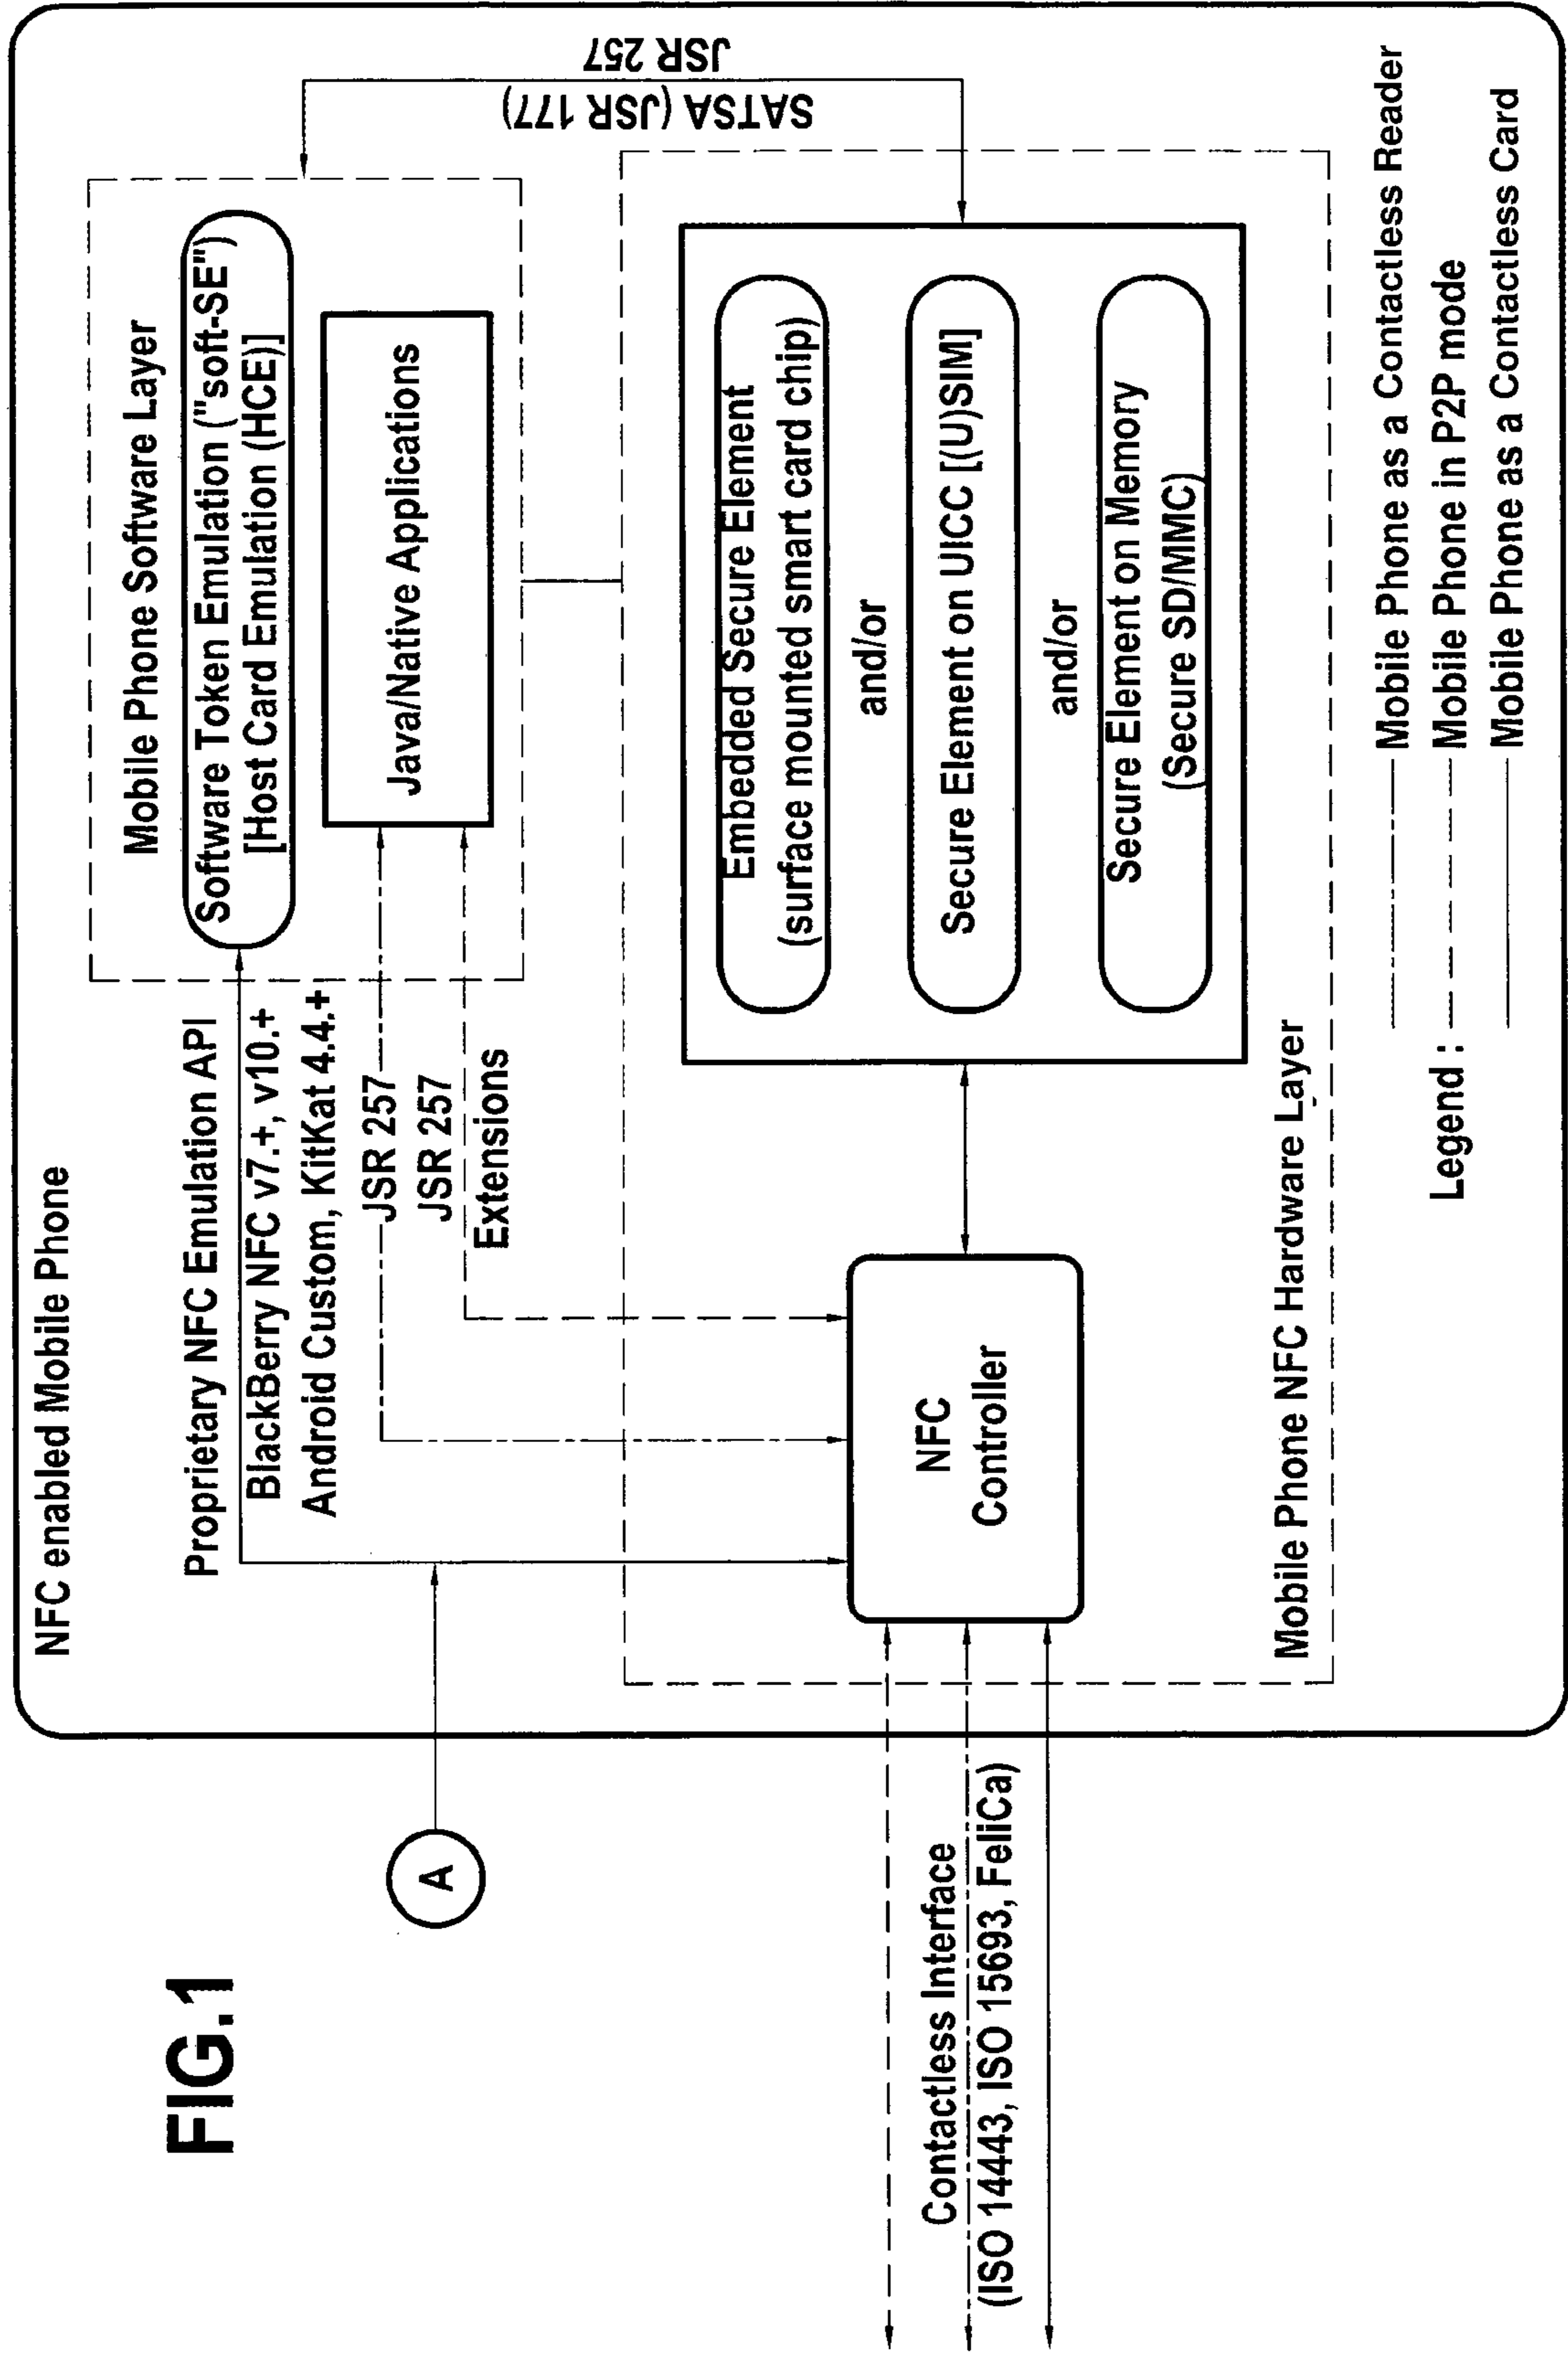 FIG.1
NFC enabled Mobile Phone
A
Proprietary NFC Emulation API
BlackBerry NFC v7.+, v10.+
Android Custom, KitKat 4.4.+
JSR 257
JSR 257
Extensions
Mobile Phone Software Layer
Software Token Emulation ("soft-SE")
[Host Card Emulation (HCE)]
Java/Native Applications
SATSA (JSR 177)
JSR 257
Contactless Interface
(ISO 14443, ISO 15693, FeliCa)
NFC
Controller
Embedded Secure Element
(surface mounted smart card chip)
and/or
Secure Element on UICC [(U)SIM]
and/or
Secure Element on Memory
(Secure SD/MMC)
Mobile Phone NFC Hardware Layer
Legend :
Mobile Phone as a Contactless Reader
Mobile Phone in P2P mode
Mobile Phone as a Contactless Card